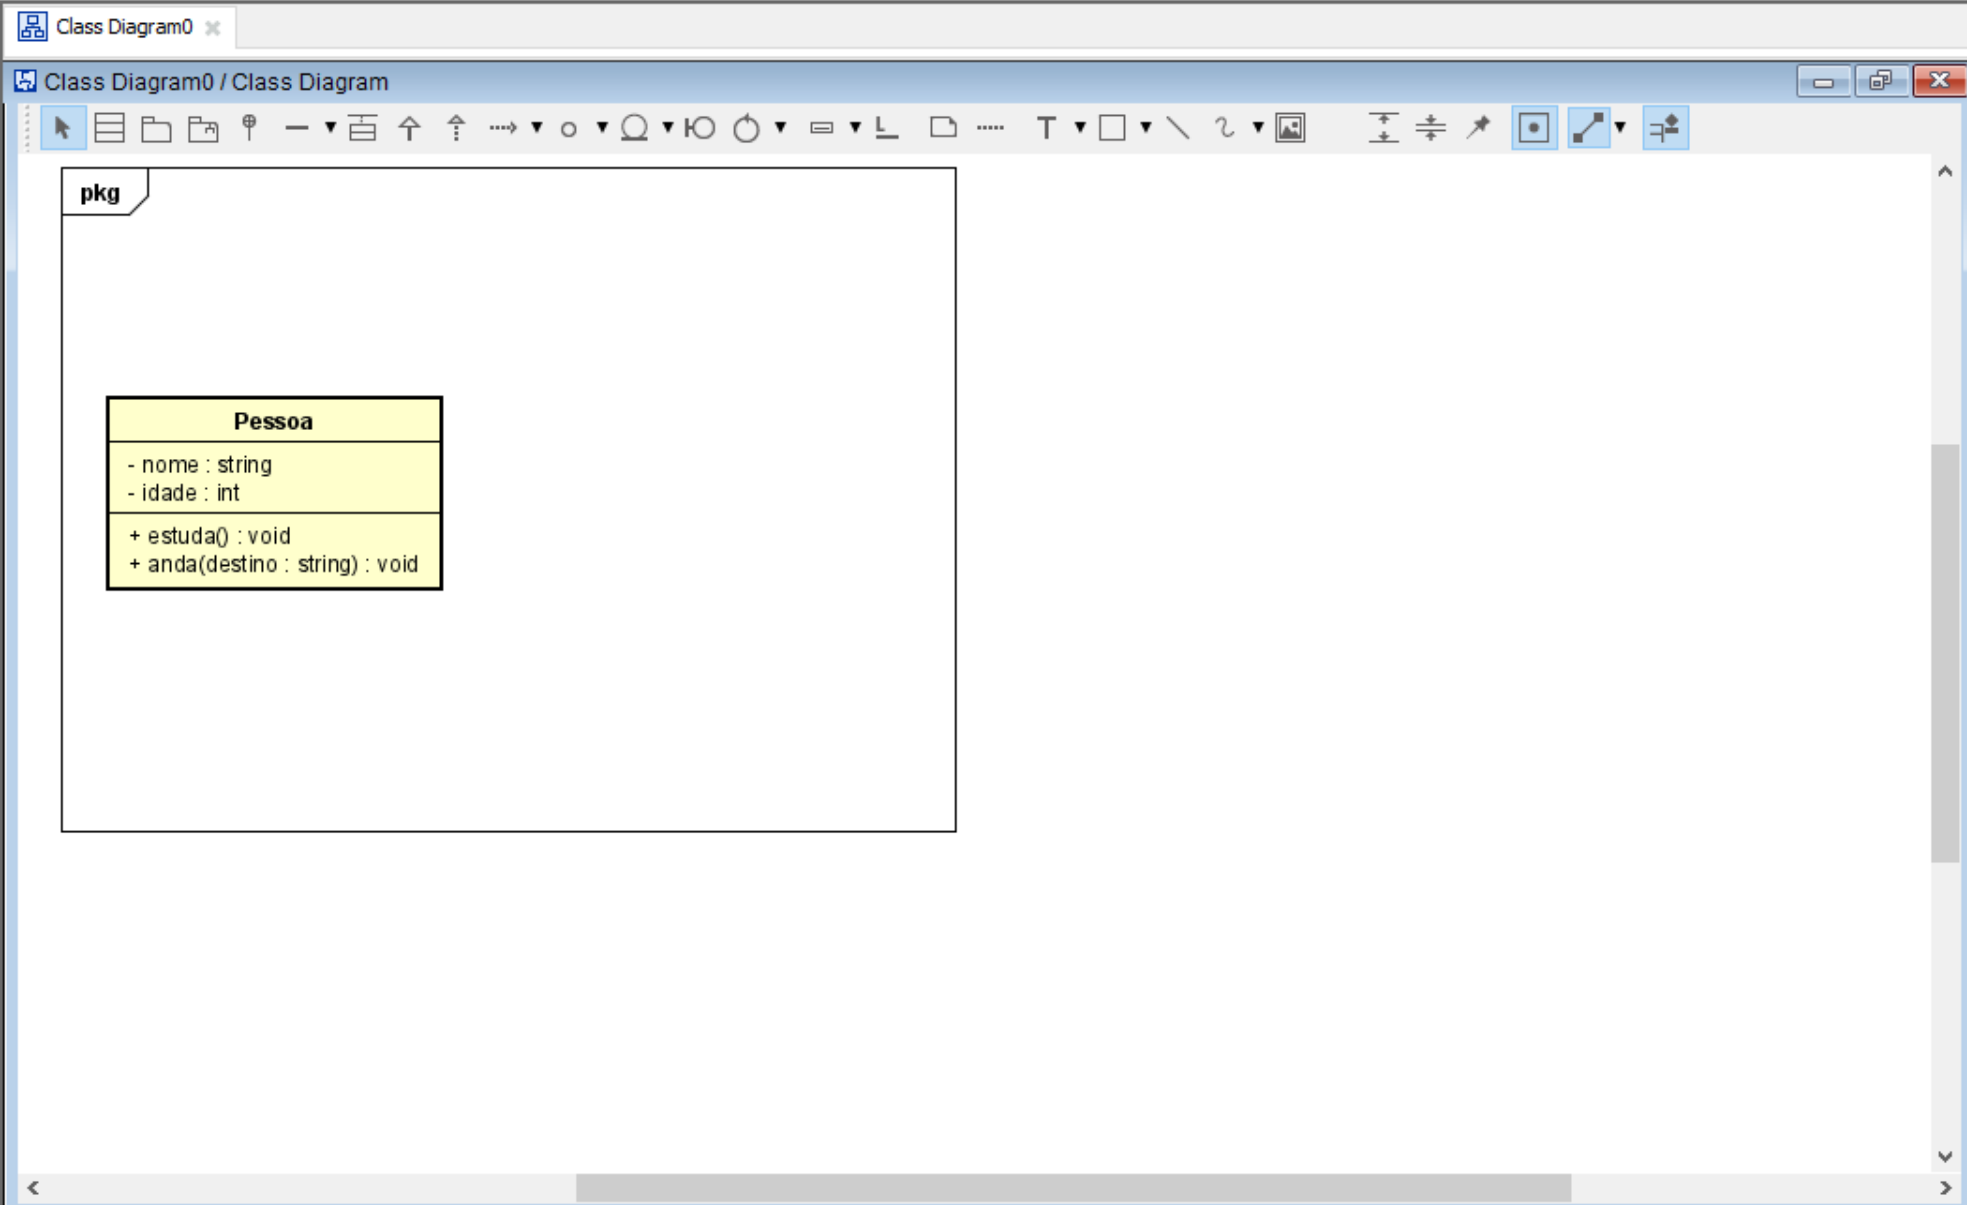 Class Diagram0
Class Diagram0 / Class Diagram
T
pkg
Pessoa
- nome : string
- idade : int
+ estuda() : void
+ anda(destino : string) : void